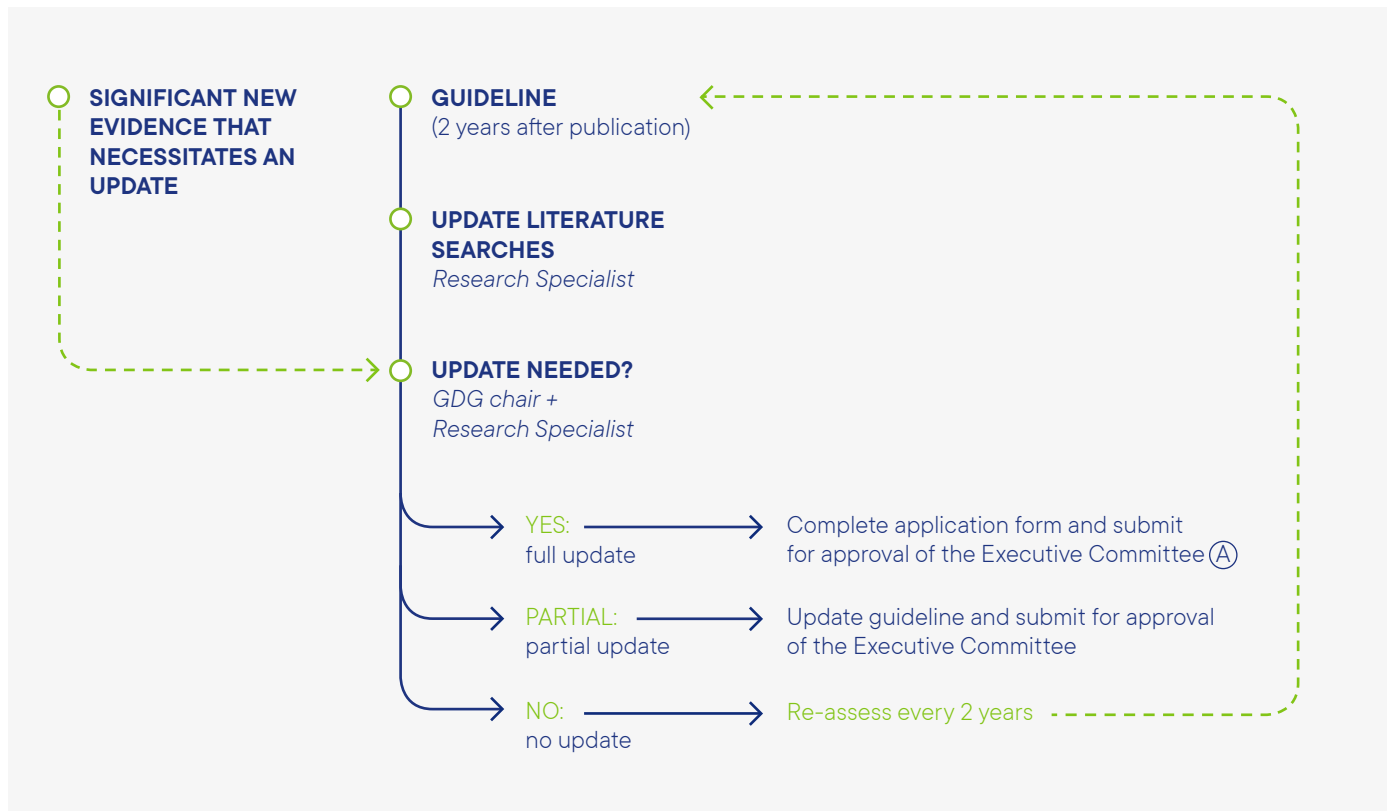 SIGNIFICANT NEW
EVIDENCE THAT
NECESSITATES AN
UPDATE
GUIDELINE
(2 years after publication)
UPDATE LITERATURE
SEARCHES
Research Specialist
UPDATE NEEDED?
GDG chair +
Research Specialist
YES:
full update
Complete application form and submit
for approval of the Executive Committee Ⓐ
PARTIAL:
partial update
Update guideline and submit for approval
of the Executive Committee
NO:
no update
Re-assess every 2 years